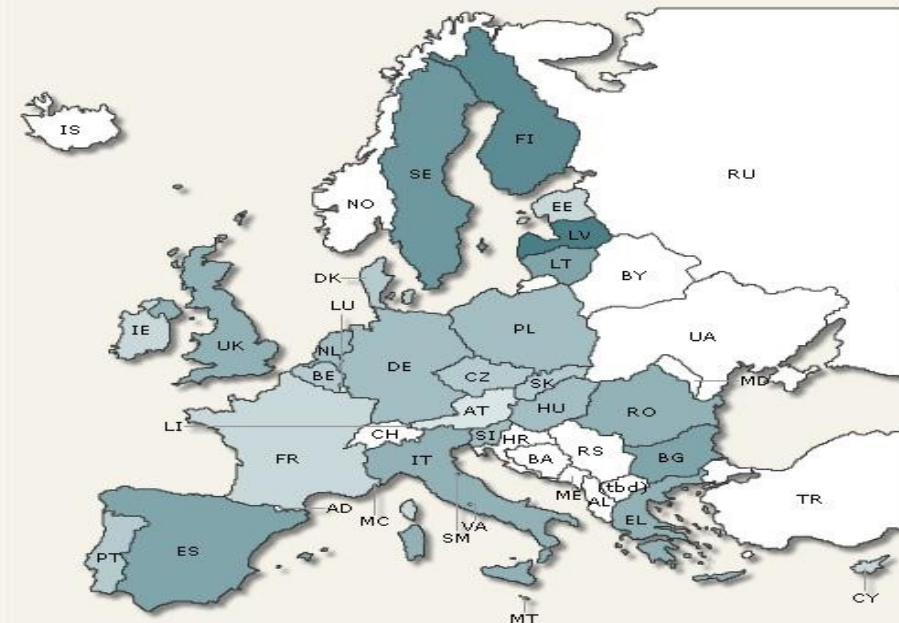 IS
FI
SE
RU
NO
EE
LV
LT
BY
DK
LU
IE
UK
NL
PL
UA
BE
DE
CZ
SK
MD
AT
HU
RO
LI
CH
SI
HR
FR
IT
BA
RS
BG
ME
(tbd)
AL
TR
AD
MC
VA
SM
EL
PT
ES
CY
MT